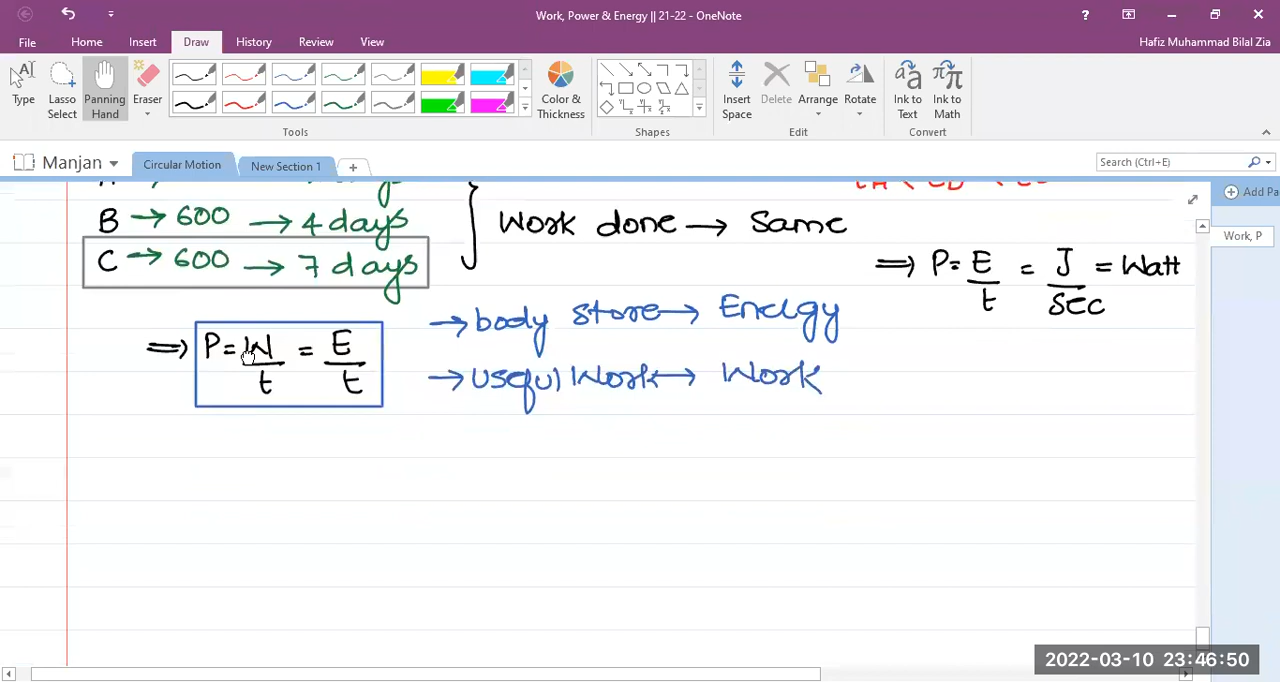 Work, Power & Energy || 21-22 - OneNote
File Home Insert Draw History Review View
Hafiz Muhammad Bilal Zia
Type
Lasso Select
Panning Hand
Eraser
Color & Thickness
Insert Space
Delete
Arrange
Rotate
Ink to Text
Ink to Math
Tools
Shapes
Edit
Convert
Manjan
Circular Motion
New Section 1
Search (Ctrl+E)
Add Pa
Work, P
B → 600 → 4 days
C → 600 → 7 days
Work done → Same
⇒ P = E/t = J/sec = Watt
→ body store → Energy
⇒ P = W/t = E/t
→ useful Work → Work
2022-03-10 23:46:50